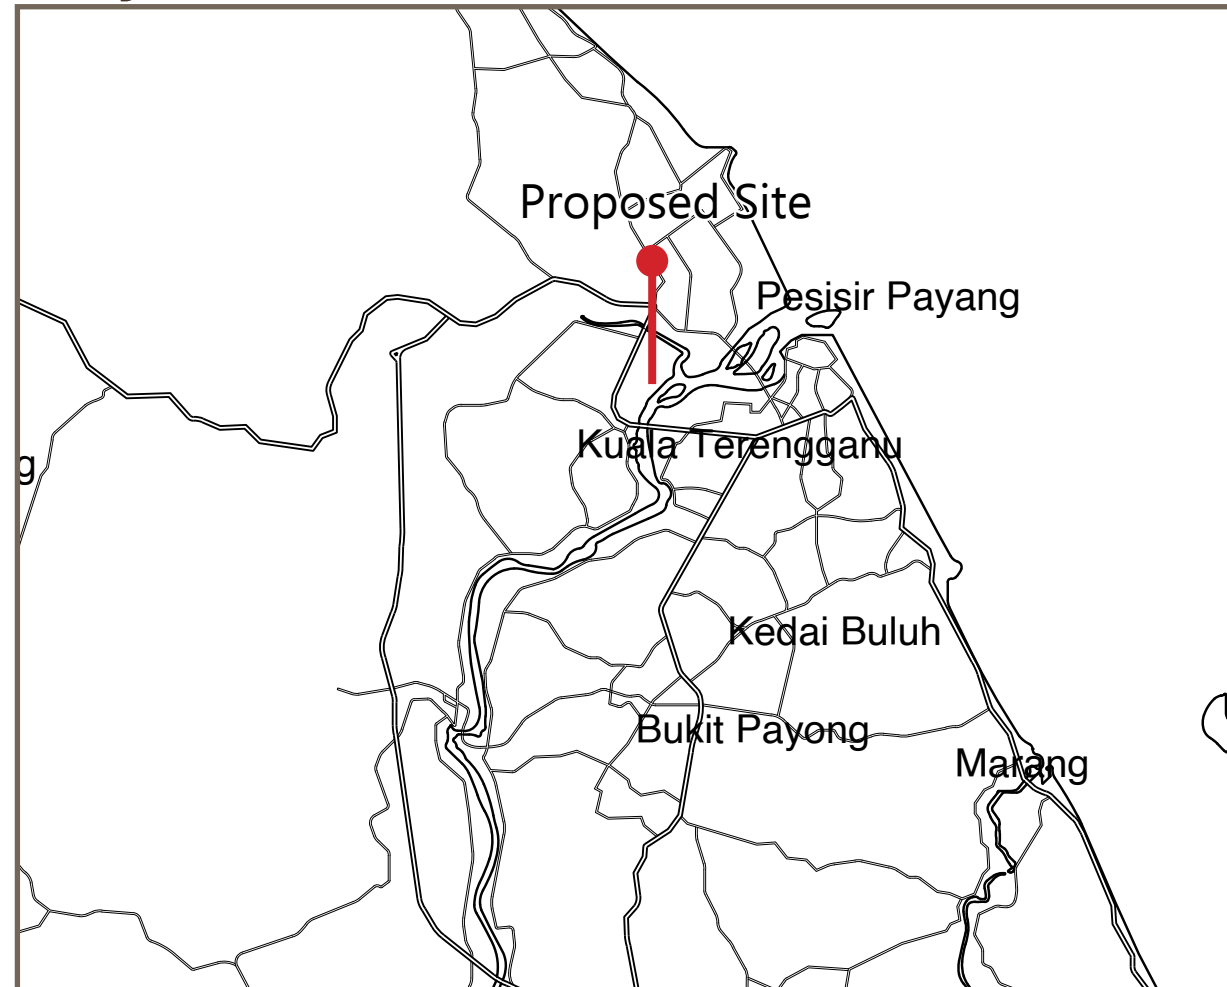 Proposed Site
Pesisir Payang
Kuala Terengganu
g
Kedai Buluh
Bukit Payong
Marang